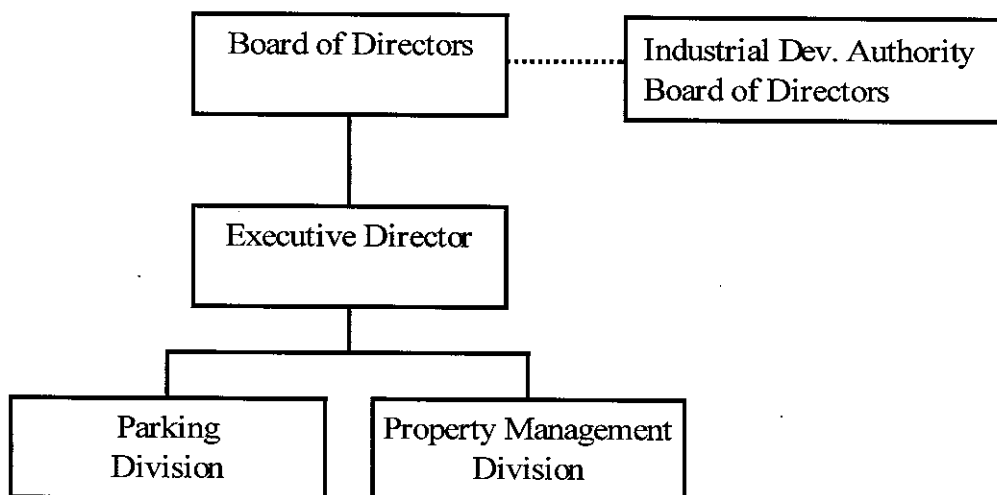 Board of Directors
Industrial Dev. Authority
Board of Directors
Executive Director
Parking
Division
Property Management
Division